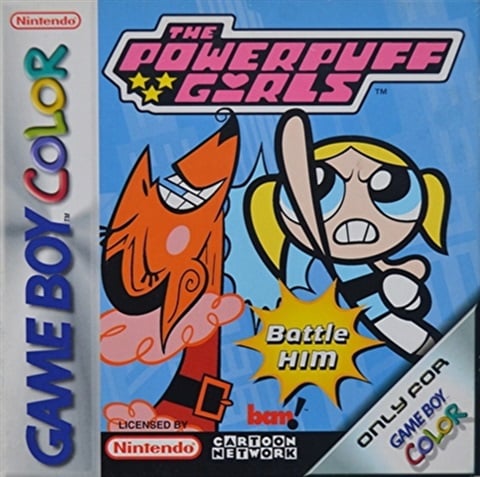 Nintendo
GAME BOY COLOR
TM
THE
POWERPUFF
GIRLS
TM
Battle
HIM
bam!
LICENSED BY
Nintendo
CARTOON
NETWORK
ONLY FOR
GAME BOY
COLOR